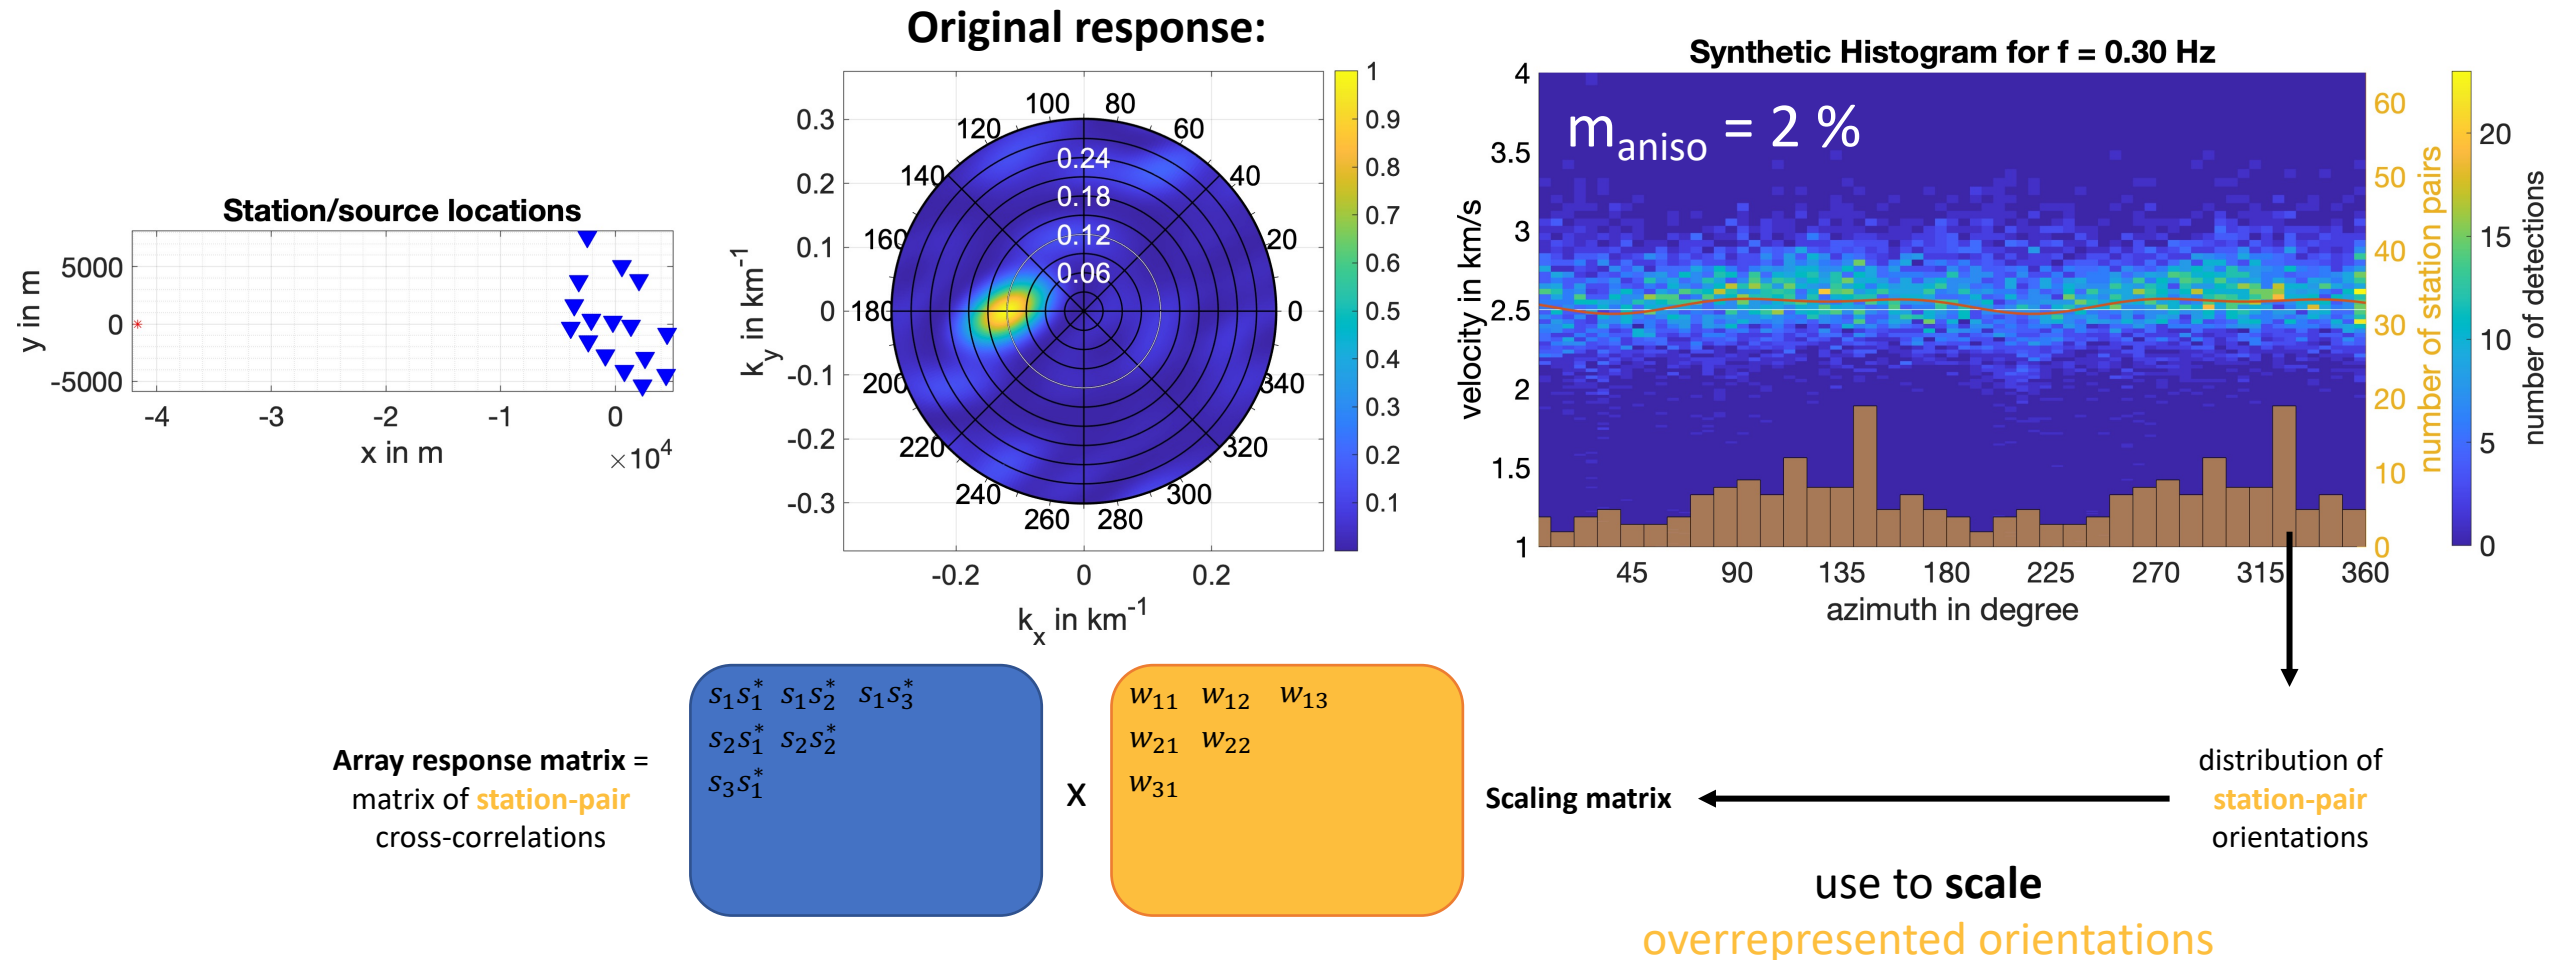 Original response:
Station/source locations
y in m
5000
0
-5000
-4 -3 -2 -1 0
x in m
×10⁴
k_y in km⁻¹
0.3
0.2
0.1
0
-0.1
-0.2
-0.3
-0.2 0 0.2
k_x in km⁻¹
100 80
120 60
140 40
160 20
180 0
200 340
220 320
240 300
260 280
0.24
0.18
0.12
0.06
1
0.9
0.8
0.7
0.6
0.5
0.4
0.3
0.2
0.1
Synthetic Histogram for f = 0.30 Hz
m_aniso = 2 %
velocity in km/s
4
3.5
3
2.5
2
1.5
1
45 90 135 180 225 270 315 360
azimuth in degree
60
50
40
30
20
10
0
number of station pairs
20
15
10
5
0
number of detections
Array response matrix =
matrix of station-pair
cross-correlations
s₁s₁* s₁s₂* s₁s₃*
s₂s₁* s₂s₂*
s₃s₁*
x
w₁₁ w₁₂ w₁₃
w₂₁ w₂₂
w₃₁
Scaling matrix
distribution of
station-pair
orientations
use to scale
overrepresented orientations